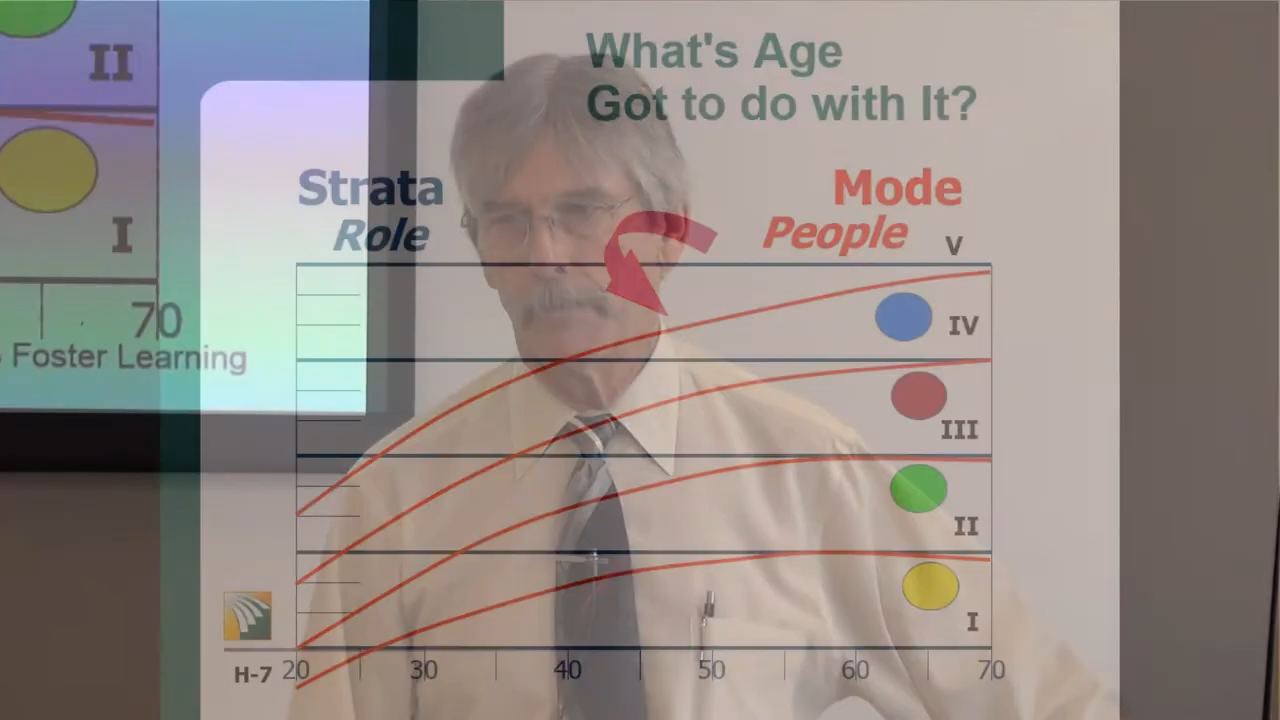 What's Age
Got to do with It?
Strata
Role
Mode
People
V
IV
III
II
I
H-7 20 30 40 50 60 70
II
I
70
Foster Learning